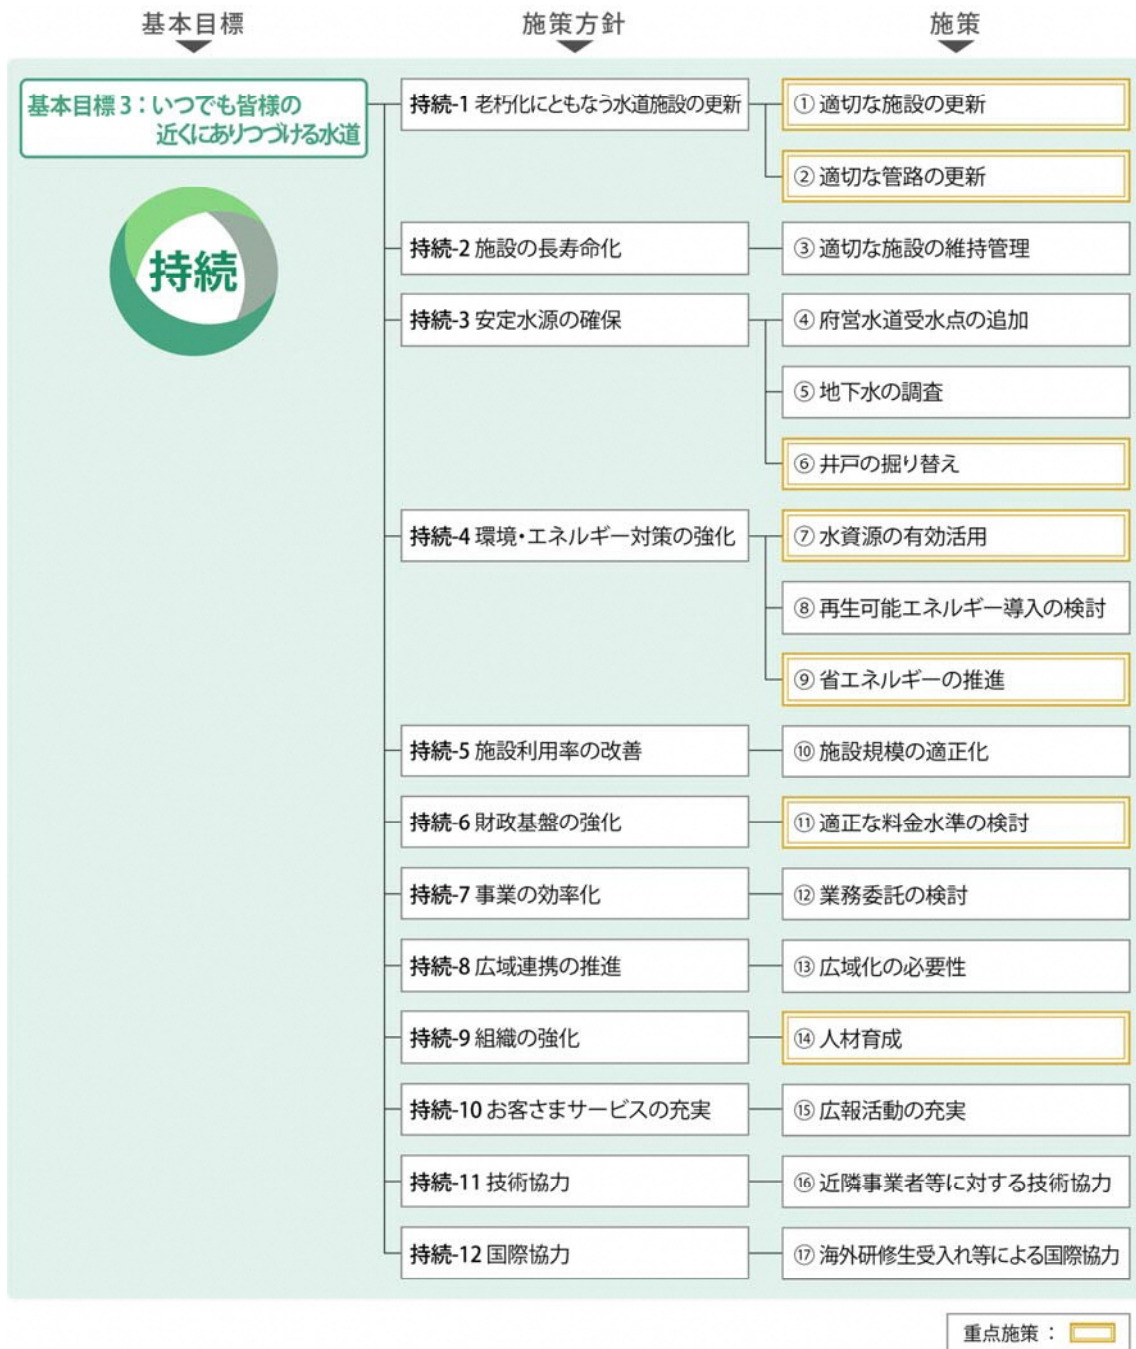 基本目標
施策方針
施策
基本目標3：いつでも皆様の
近くにありつづける水道
持続
持続-1 老朽化にともなう水道施設の更新
① 適切な施設の更新
② 適切な管路の更新
持続-2 施設の長寿命化
③ 適切な施設の維持管理
持続-3 安定水源の確保
④ 府営水道受水点の追加
⑤ 地下水の調査
⑥ 井戸の掘り替え
持続-4 環境・エネルギー対策の強化
⑦ 水資源の有効活用
⑧ 再生可能エネルギー導入の検討
⑨ 省エネルギーの推進
持続-5 施設利用率の改善
⑩ 施設規模の適正化
持続-6 財政基盤の強化
⑪ 適正な料金水準の検討
持続-7 事業の効率化
⑫ 業務委託の検討
持続-8 広域連携の推進
⑬ 広域化の必要性
持続-9 組織の強化
⑭ 人材育成
持続-10 お客さまサービスの充実
⑮ 広報活動の充実
持続-11 技術協力
⑯ 近隣事業者等に対する技術協力
持続-12 国際協力
⑰ 海外研修生受入れ等による国際協力
重点施策：